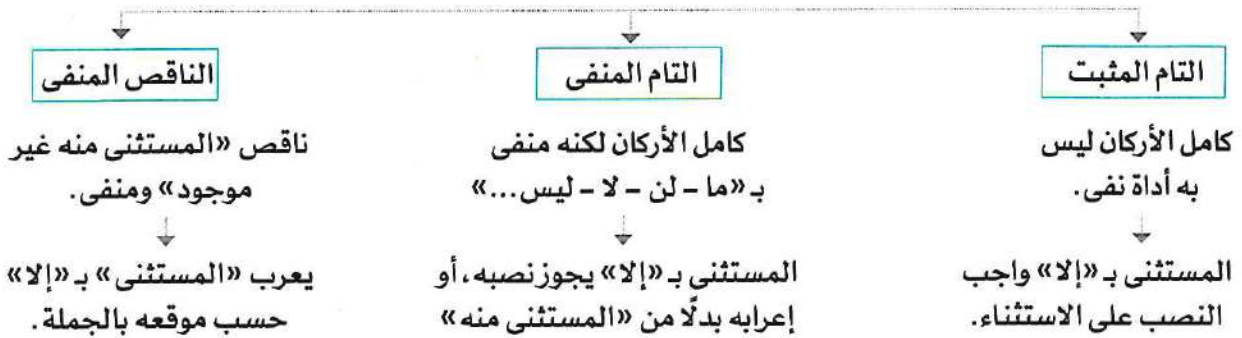 التام المثبت
كامل الأركان ليس
به أداة نفى.
المستثنى بـ «إلا» واجب
النصب على الاستثناء.
التام المنفى
كامل الأركان لكنه منفى
بـ «ما - لن - لا - ليس...»
المستثنى بـ «إلا» يجوز نصبه، أو
إعرابه بدلًا من «المستثنى منه»
الناقص المنفى
ناقص «المستثنى منه غير
موجود» ومنفى.
يعرب «المستثنى» بـ «إلا»
حسب موقعه بالجملة.